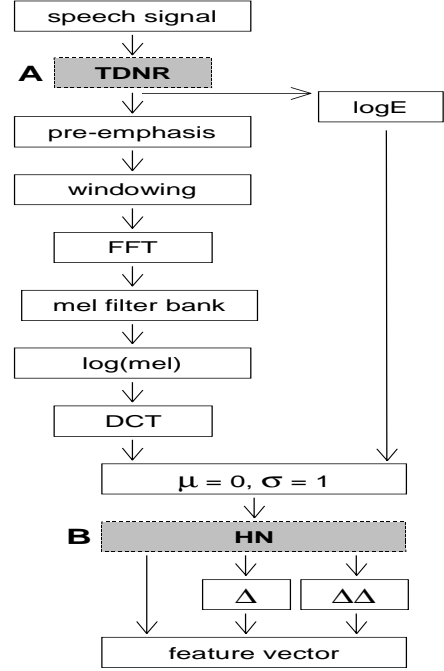 speech signal
A TDNR
logE
pre-emphasis
windowing
FFT
mel filter bank
log(mel)
DCT
μ = 0, σ = 1
B HN
Δ ΔΔ
feature vector